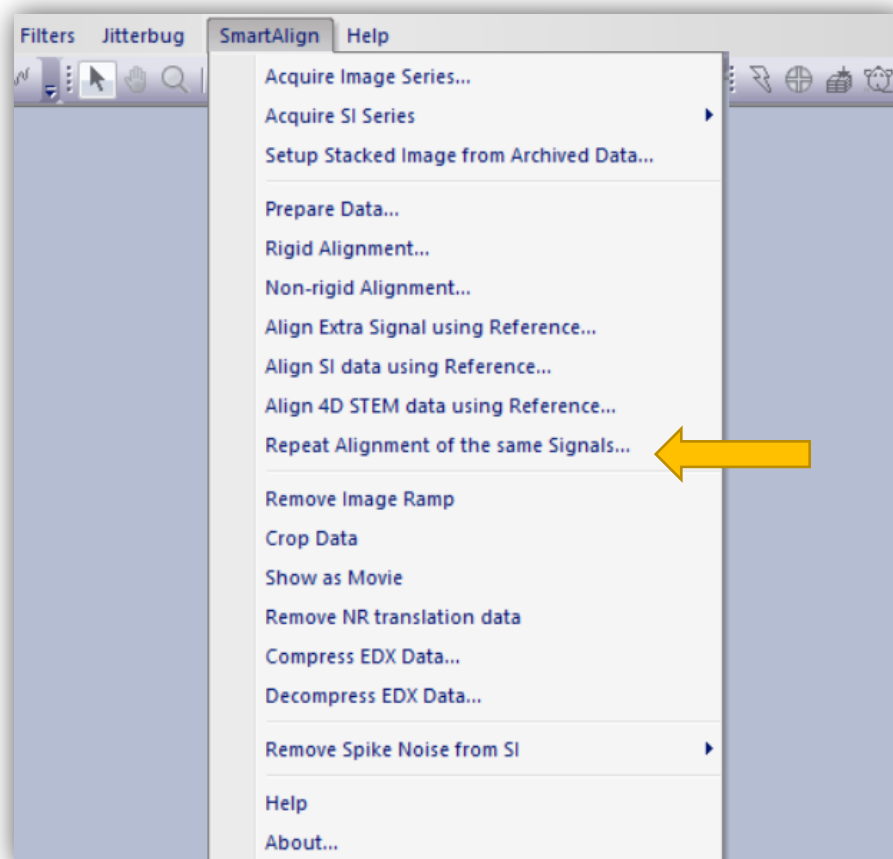 Filters Jitterbug SmartAlign Help
Acquire Image Series...
Acquire SI Series
Setup Stacked Image from Archived Data...
Prepare Data...
Rigid Alignment...
Non-rigid Alignment...
Align Extra Signal using Reference...
Align SI data using Reference...
Align 4D STEM data using Reference...
Repeat Alignment of the same Signals...
Remove Image Ramp
Crop Data
Show as Movie
Remove NR translation data
Compress EDX Data...
Decompress EDX Data...
Remove Spike Noise from SI
Help
About...